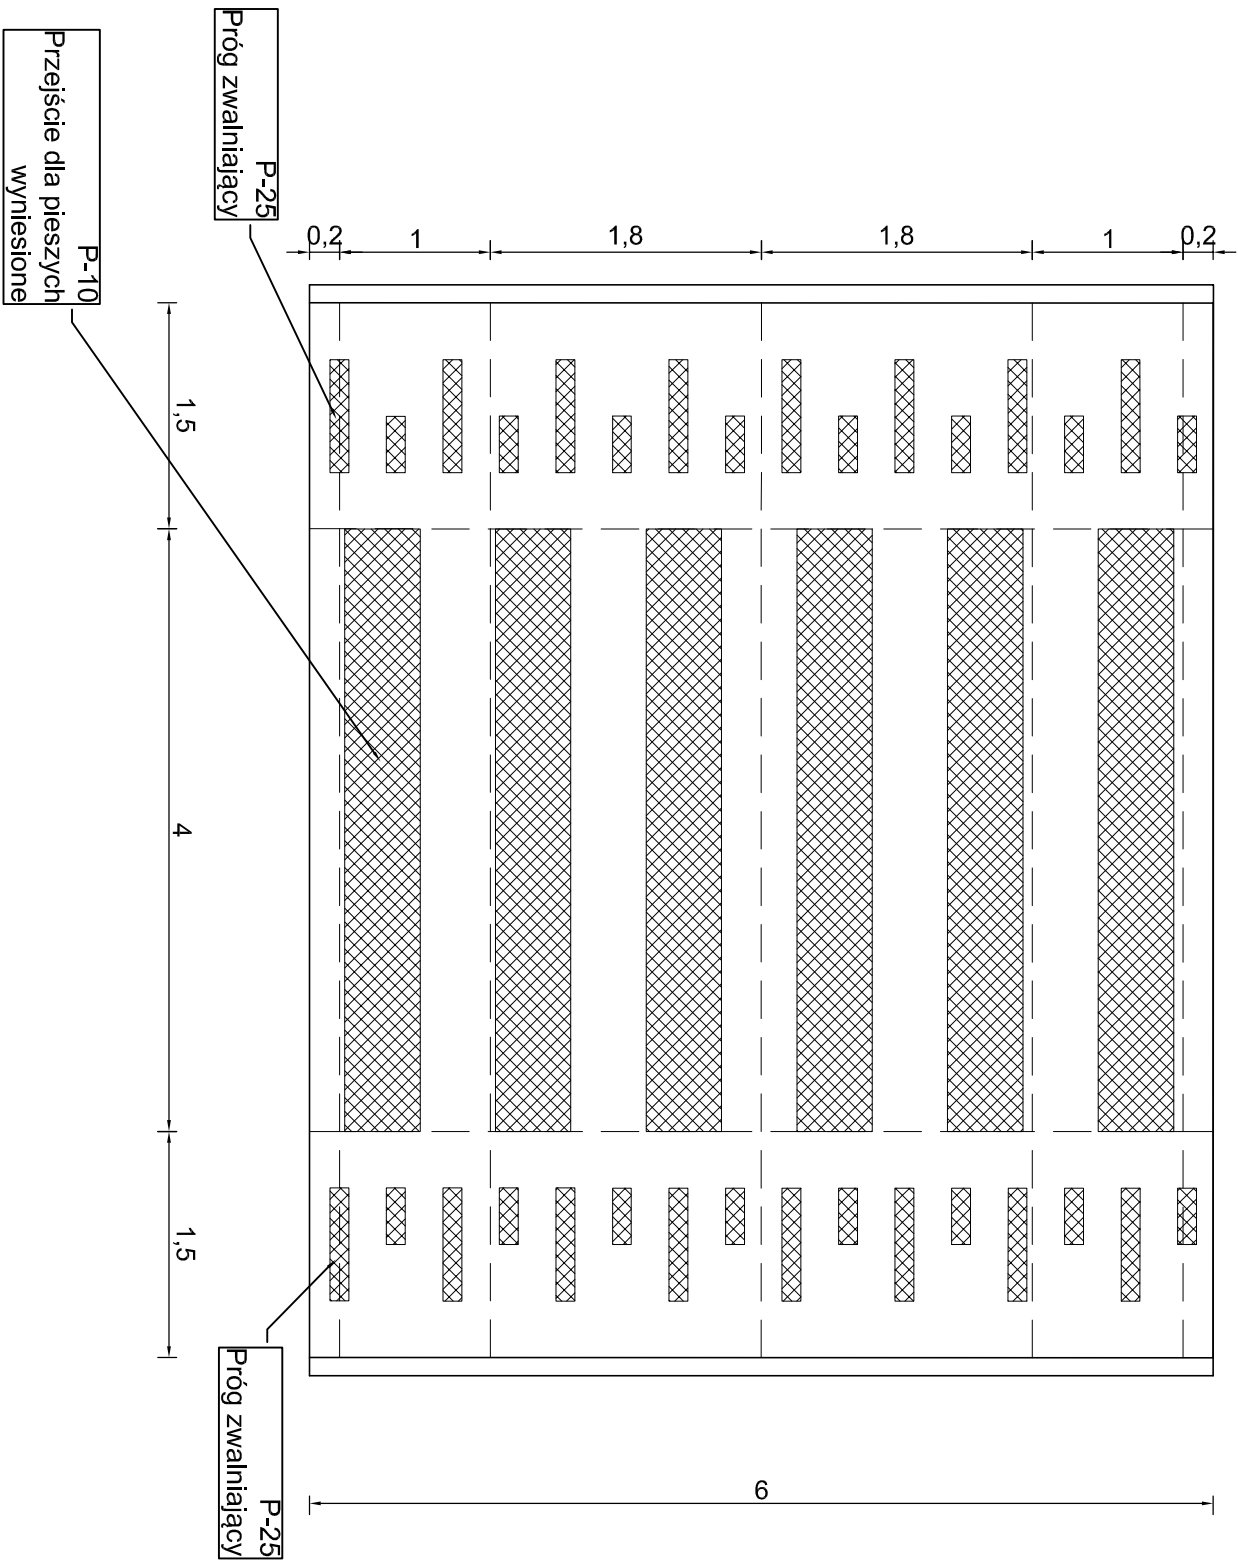 P-25
Próg zwalniający
P-10
Przejście dla pieszych
wyniesione
0,2
1
1,8
1,8
1
0,2
1,5
4
1,5
6
P-25
Próg zwalniający